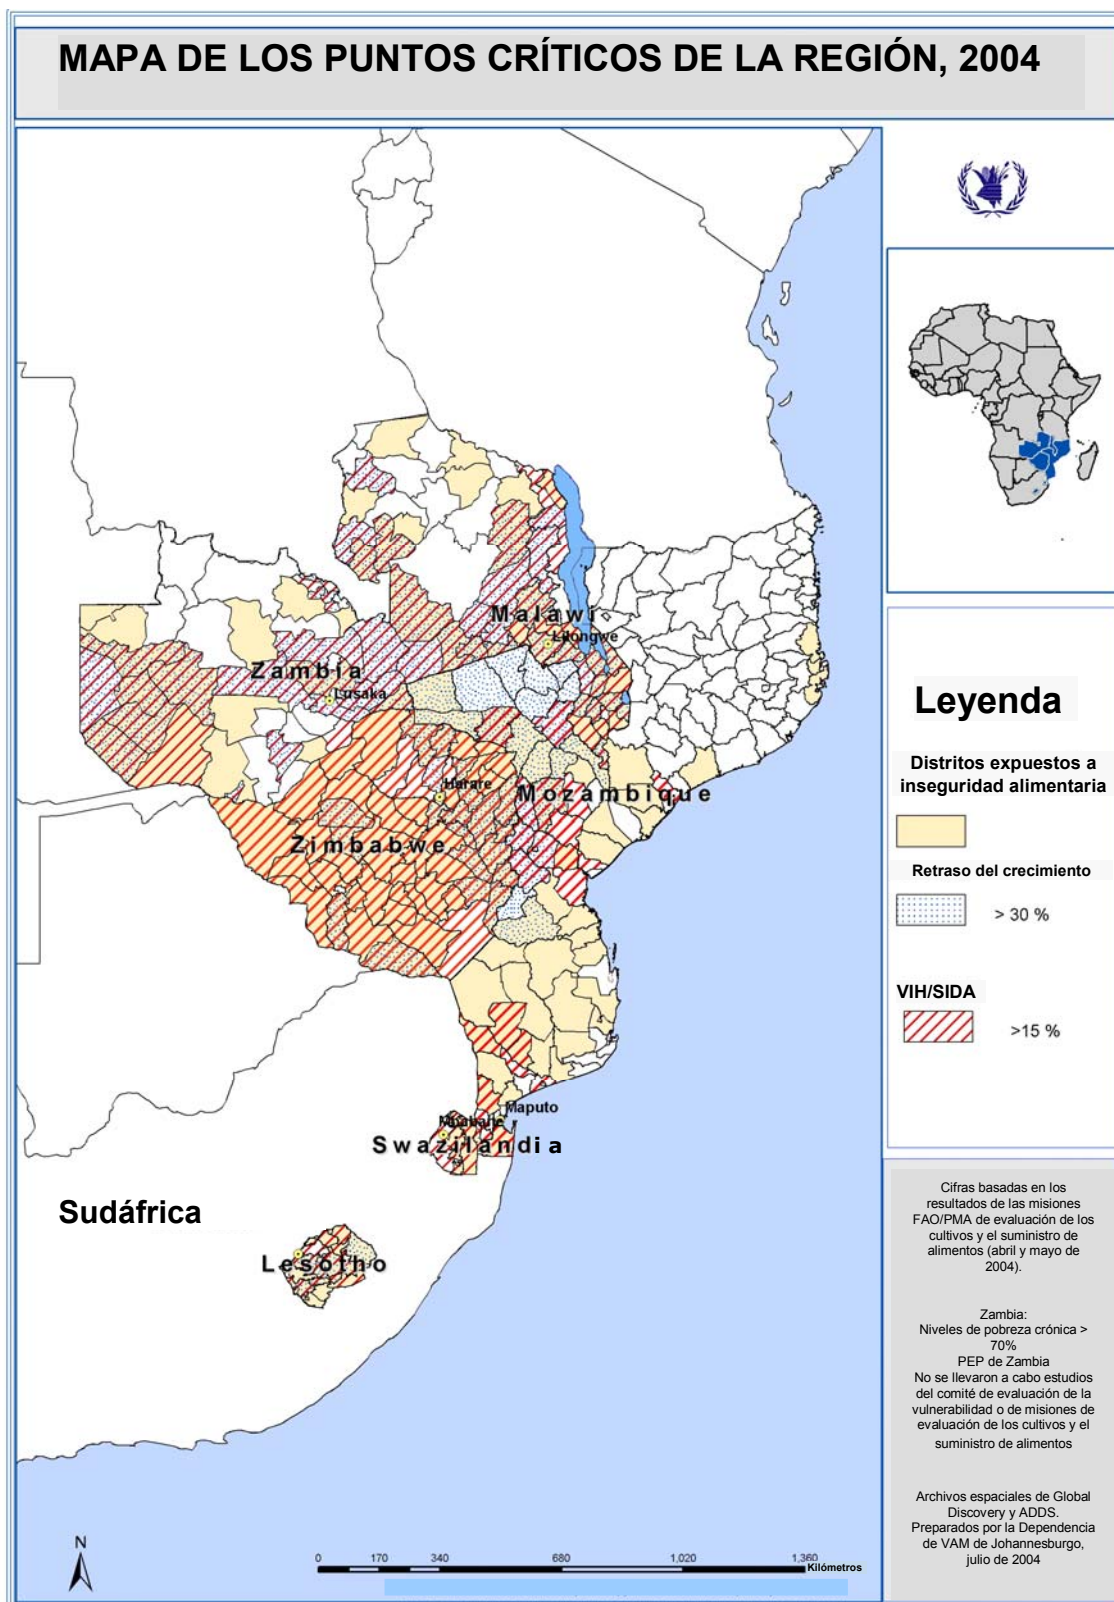 MAPA DE LOS PUNTOS CRÍTICOS DE LA REGIÓN, 2004
Malawi
Lilongwe
Zambia
Lusaka
Harare
Mozambique
Zimbabwe
Maputo
Swazilandia
Sudáfrica
Lesotho
N
0 170 340 680 1,020 1,360
Kilómetros
Leyenda
Distritos expuestos a
inseguridad alimentaria
Retraso del crecimiento
> 30 %
VIH/SIDA
>15 %
Cifras basadas en los
resultados de las misiones
FAO/PMA de evaluación de los
cultivos y el suministro de
alimentos (abril y mayo de
2004).
Zambia:
Niveles de pobreza crónica >
70%
PEP de Zambia
No se llevaron a cabo estudios
del comité de evaluación de la
vulnerabilidad o de misiones de
evaluación de los cultivos y el
suministro de alimentos
Archivos espaciales de Global
Discovery y ADDS.
Preparados por la Dependencia
de VAM de Johannesburgo,
julio de 2004